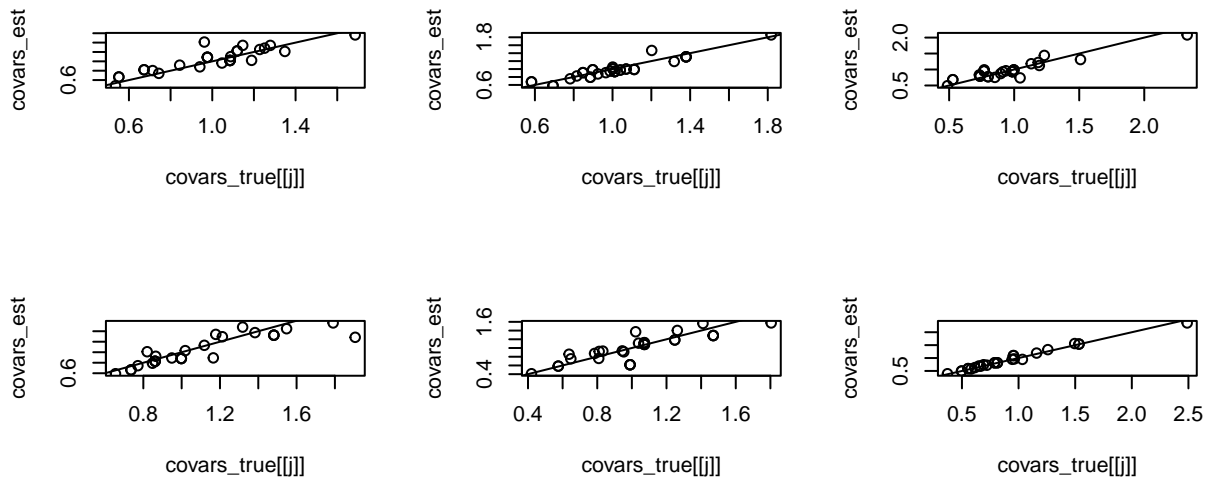 covars_est
0.6
0.6 1.0 1.4
covars_true[[j]]
covars_est
0.6 1.8
0.6 1.0 1.4 1.8
covars_true[[j]]
covars_est
0.5 2.0
0.5 1.0 1.5 2.0
covars_true[[j]]
covars_est
0.6
0.8 1.2 1.6
covars_true[[j]]
covars_est
0.4 1.6
0.4 0.8 1.2 1.6
covars_true[[j]]
covars_est
0.5
0.5 1.0 1.5 2.0 2.5
covars_true[[j]]